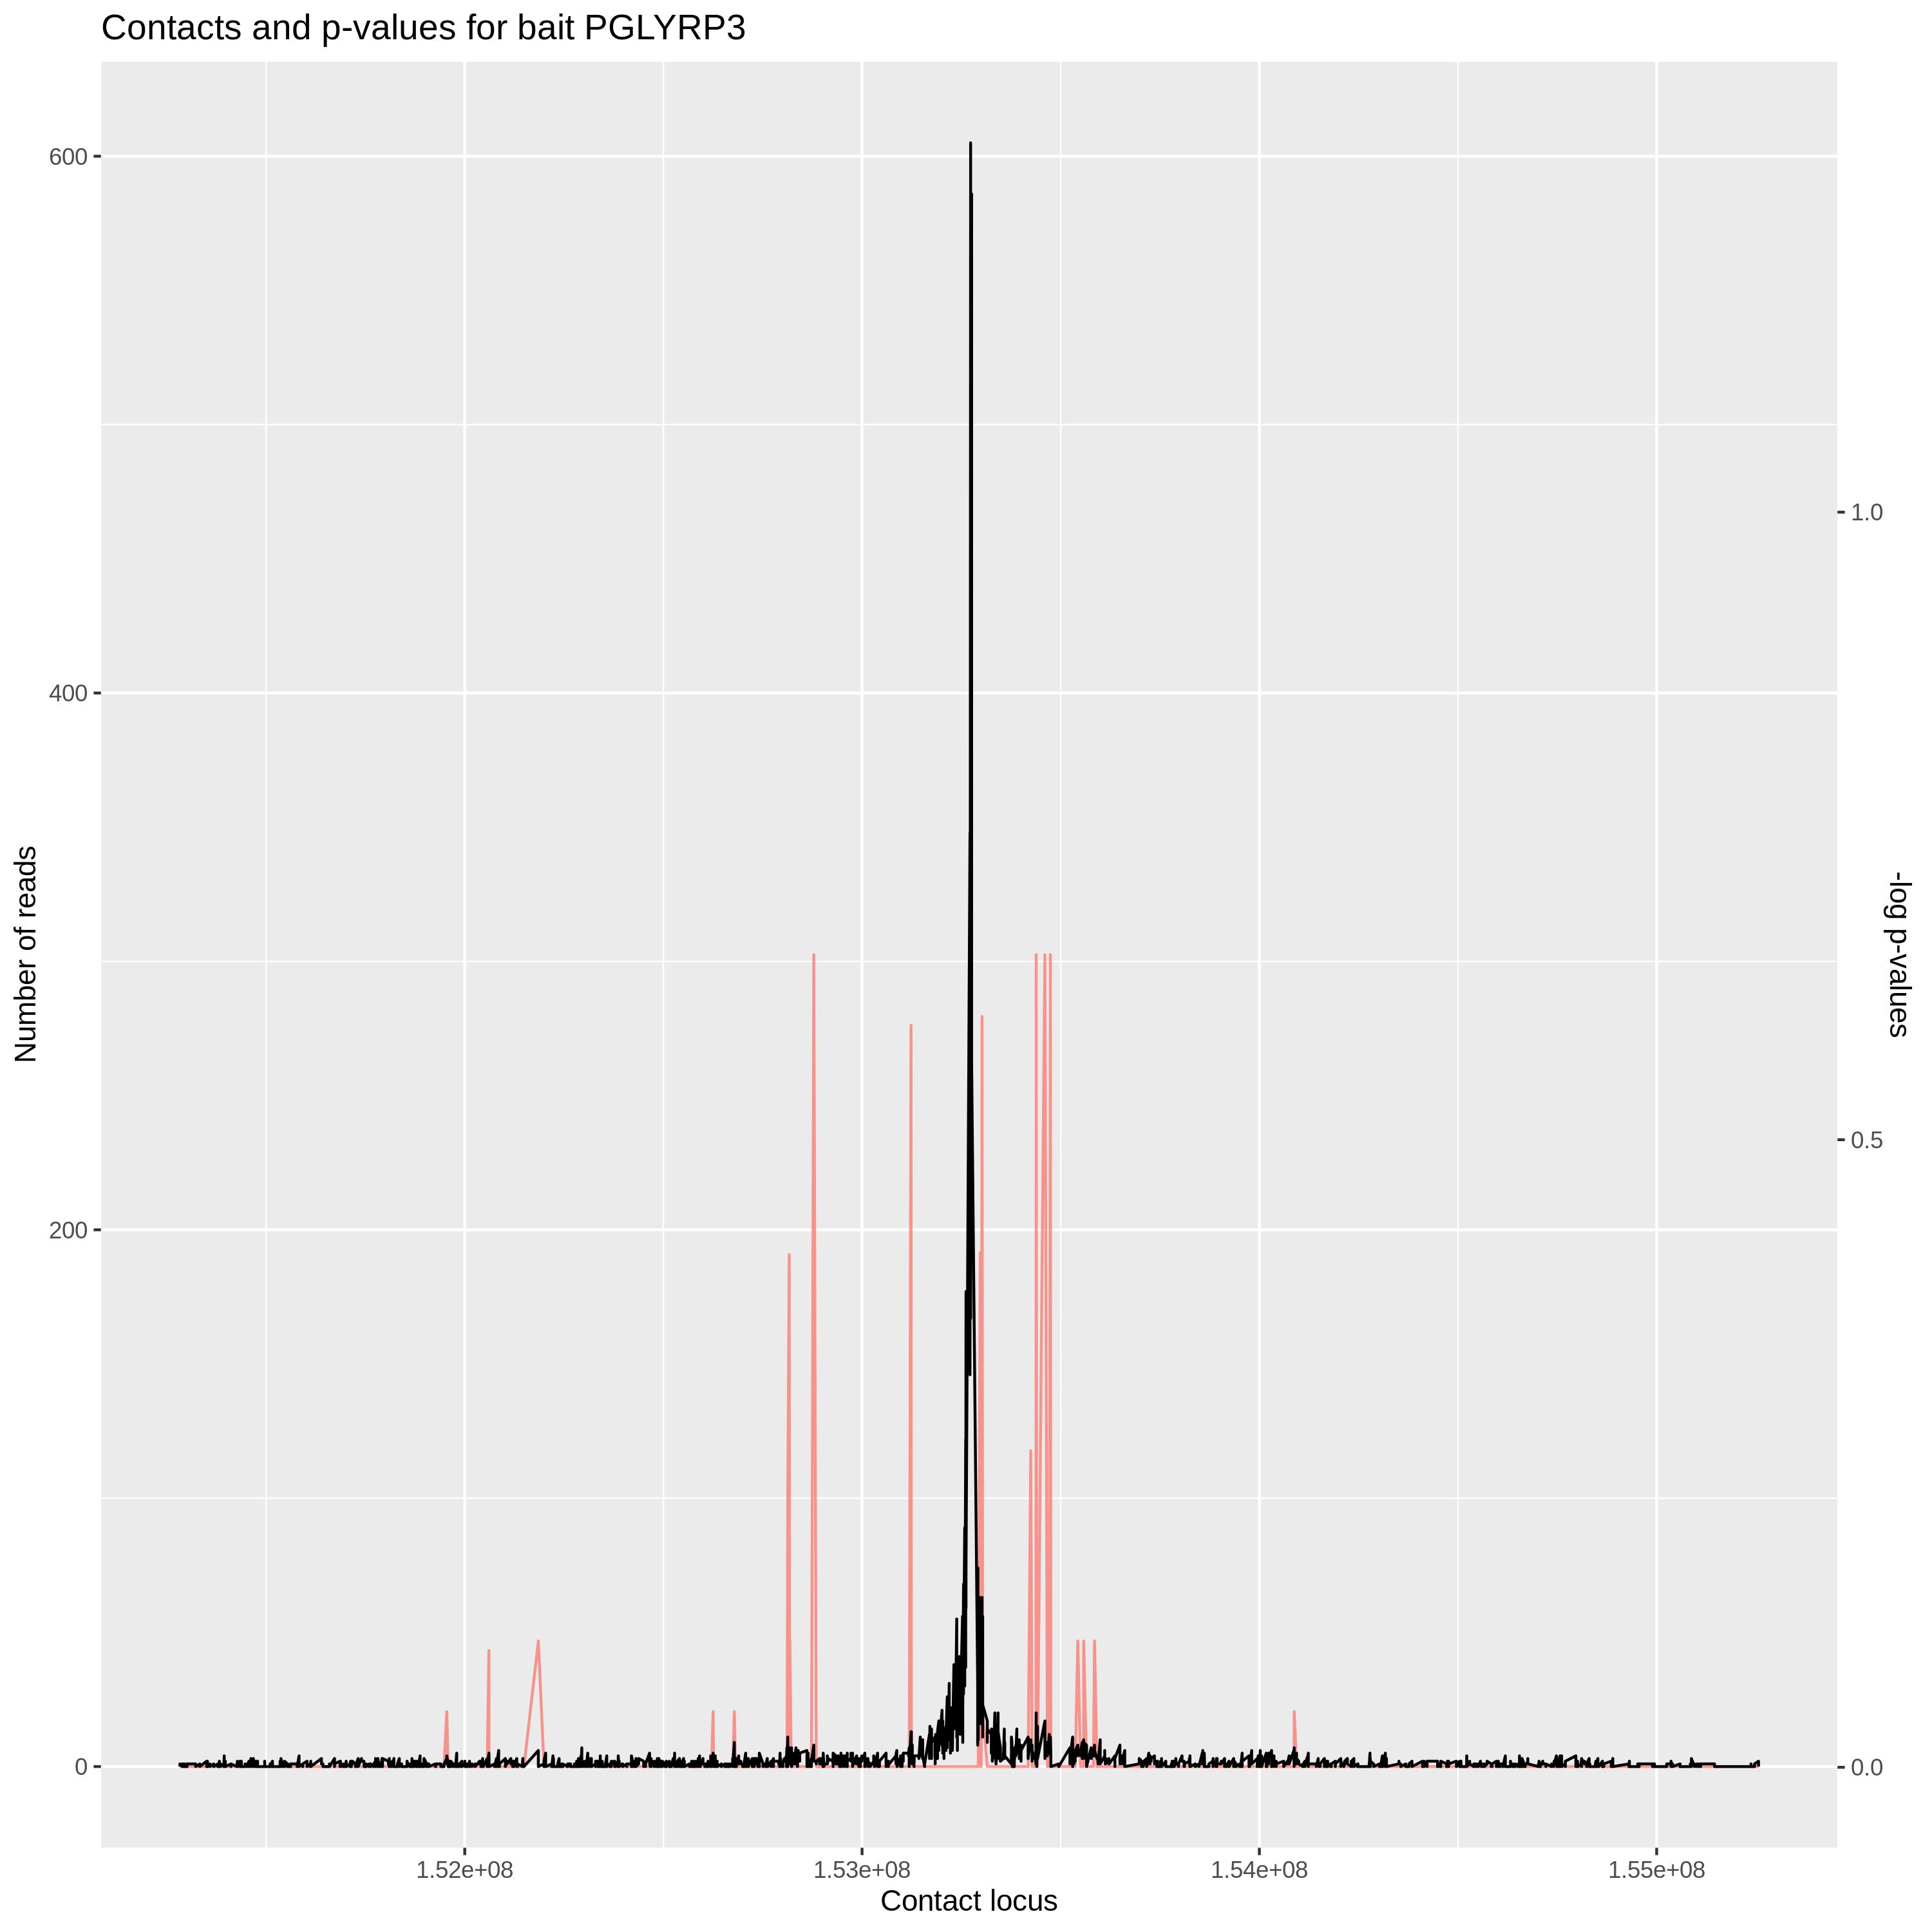 Contacts and p-values for bait PGLYRP3
600
400
200
0
Number of reads
1.0
0.5
0.0
-log p-values
1.52e+08
1.53e+08
1.54e+08
1.55e+08
Contact locus